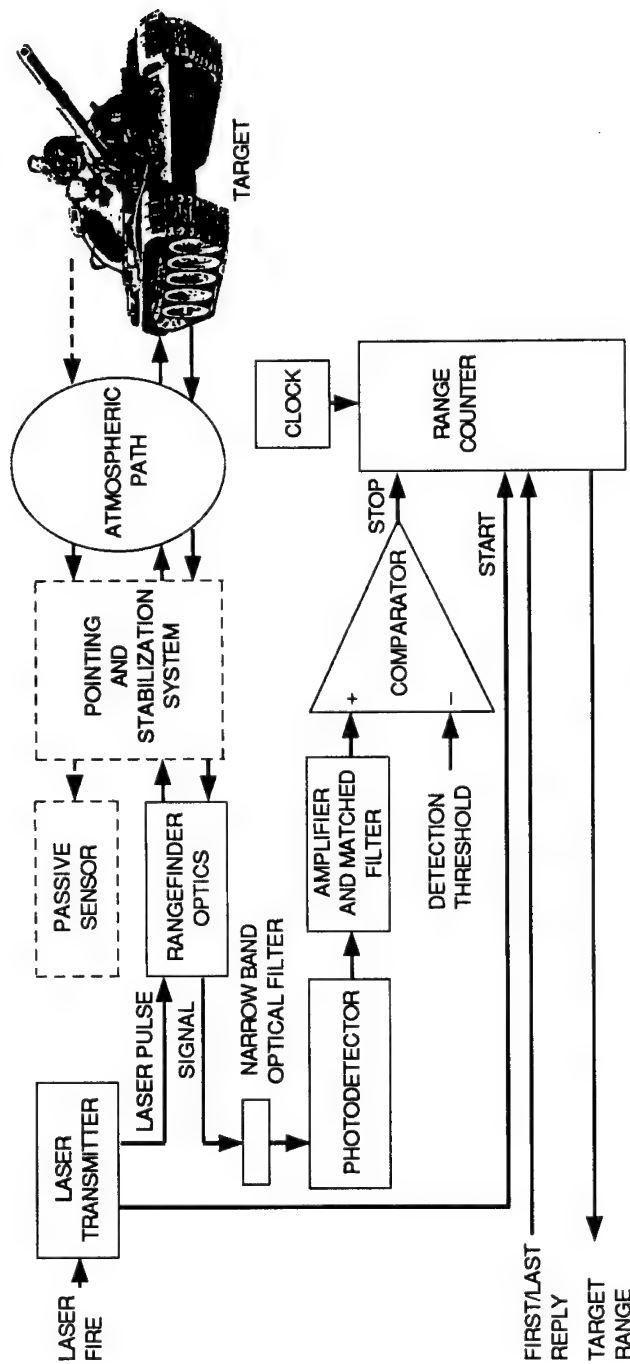 LASER
FIRE
LASER
TRANSMITTER
LASER PULSE
SIGNAL
PASSIVE
SENSOR
RANGEFINDER
OPTICS
POINTING
AND
STABILIZATION
SYSTEM
ATMOSPHERIC
PATH
TARGET
NARROW BAND
OPTICAL FILTER
PHOTODETECTOR
AMPLIFIER
AND MATCHED
FILTER
+
COMPARATOR
−
DETECTION
THRESHOLD
STOP
START
CLOCK
RANGE
COUNTER
FIRST/LAST
REPLY
TARGET
RANGE